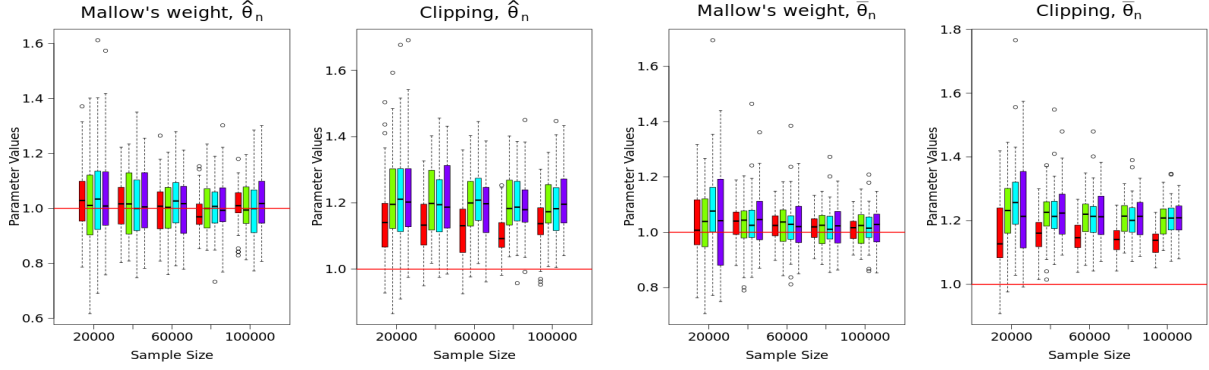 Mallow's weight, θ̂n
Parameter Values
1.6
1.4
1.2
1.0
0.8
0.6
20000 60000 100000
Sample Size
Clipping, θ̂n
Parameter Values
1.6
1.4
1.2
1.0
20000 60000 100000
Sample Size
Mallow's weight, θ̅n
Parameter Values
1.6
1.4
1.2
1.0
0.8
20000 60000 100000
Sample Size
Clipping, θ̅n
Parameter Values
1.8
1.6
1.4
1.2
1.0
20000 60000 100000
Sample Size